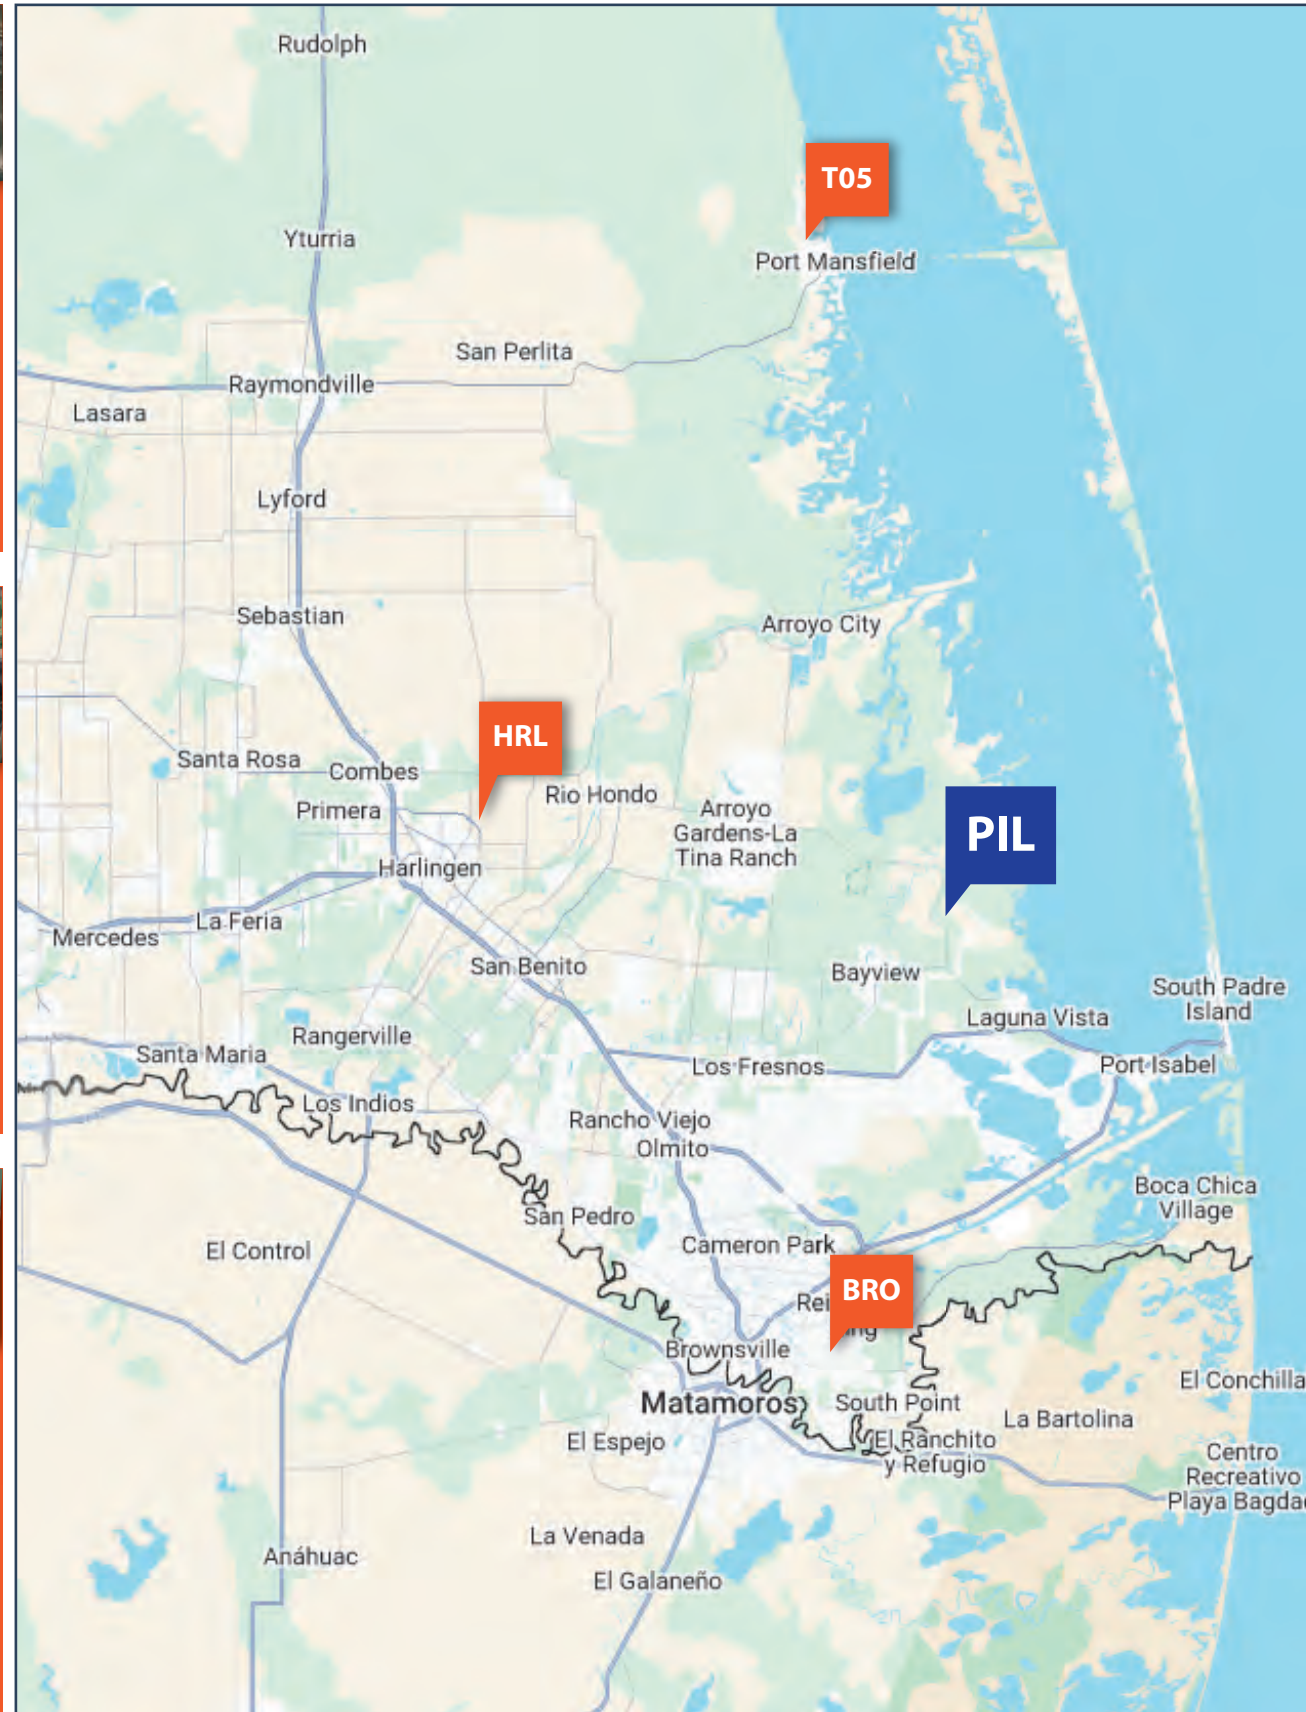 Rudolph
T05
Yturria
Port Mansfield
San Perlita
Raymondville
Lasara
Lyford
Sebastian
Arroyo City
HRL
Santa Rosa
Combes
Primera
Rio Hondo
Arroyo
Gardens-La
Tina Ranch
PIL
Harlingen
La Feria
Mercedes
San Benito
Bayview
South Padre
Island
Laguna Vista
Rangerville
Santa Maria
Los Fresnos
Port Isabel
Los Indios
Rancho Viejo
Olmito
Boca Chica
Village
San Pedro
El Control
Cameron Park
BRO
Brownsville
El Conchilla
Matamoros
South Point
La Bartolina
El Espejo
El Ranchito
y Refugio
Centro
Recreativo
Playa Bagdad
La Venada
Anáhuac
El Galaneño